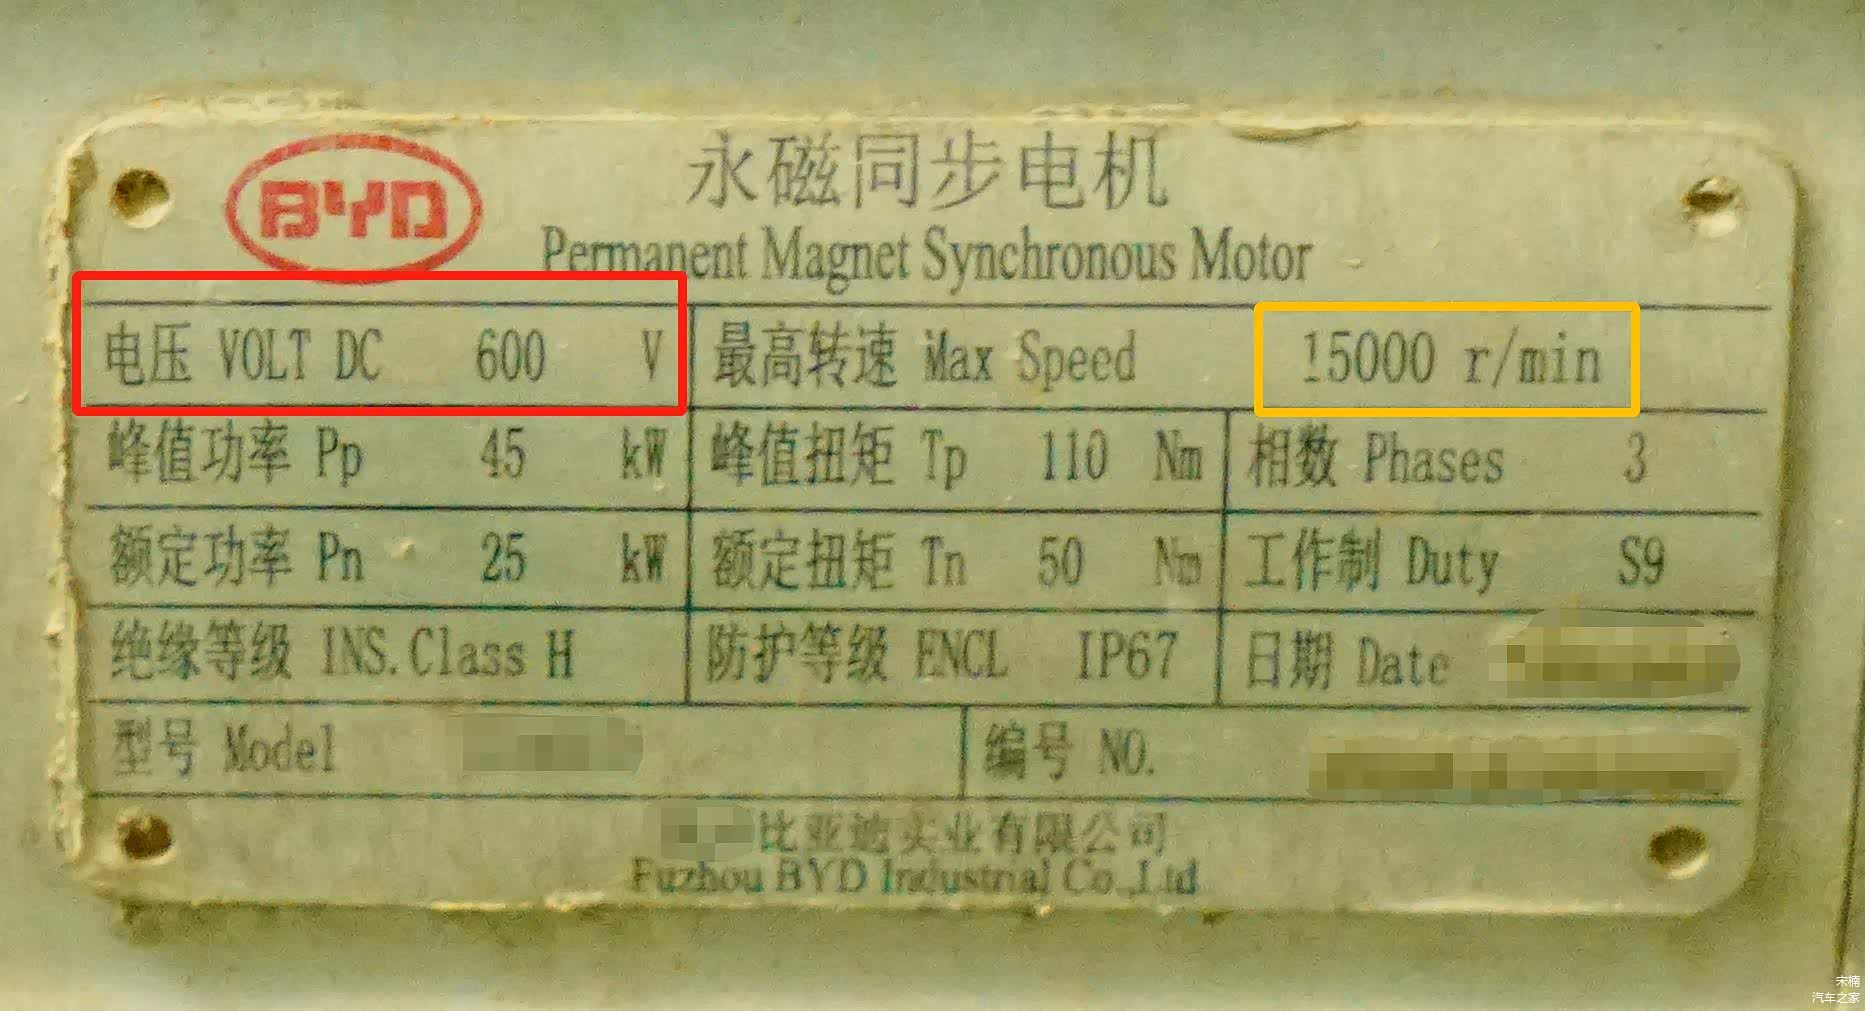 BYD
永磁同步电机
Permanent Magnet Synchronous Motor
电压 VOLT DC 600 V 最高转速 Max Speed 15000 r/min
峰值功率 Pp 45 kW 峰值扭矩 Tp 110 Nm 相数 Phases 3
额定功率 Pn 25 kW 额定扭矩 Tn 50 Nm 工作制 Duty S9
绝缘等级 INS.Class H 防护等级 ENCL IP67 日期 Date
型号 Model 编号 NO.
比亚迪实业有限公司
Fuzhou BYD Industrial Co.,Ltd
宋楠
汽车之家